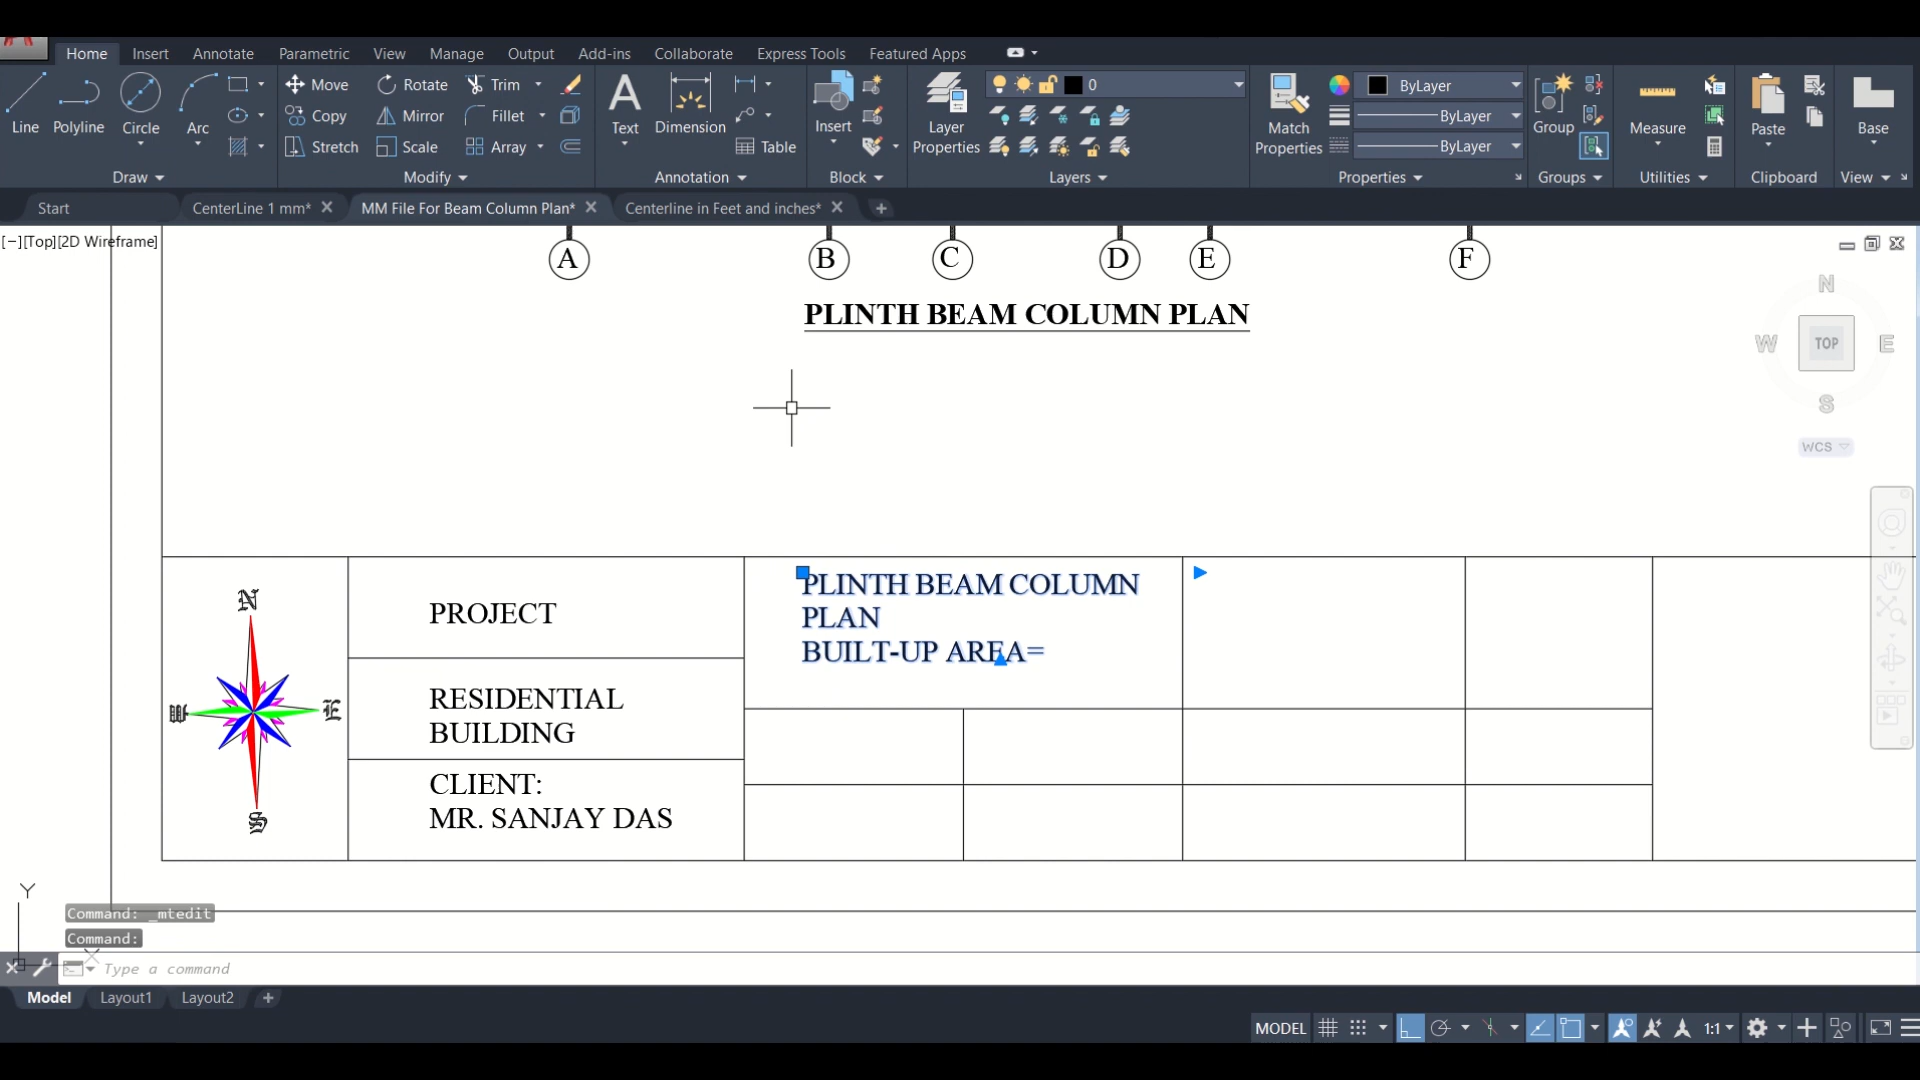 Home Insert Annotate Parametric View Manage Output Add-ins Collaborate Express Tools Featured Apps
Line Polyline Circle Arc
Move Rotate Trim
Copy Mirror Fillet
Stretch Scale Array
Text Dimension Table
Insert
Layer Properties
0
Match Properties
ByLayer
ByLayer
ByLayer
Group
Measure
Paste
Base
Draw Modify Annotation Block Layers Properties Groups Utilities Clipboard View
Start CenterLine 1 mm* MM File For Beam Column Plan* Centerline in Feet and inches*
[−][Top][2D Wireframe]
A B C D E F
PLINTH BEAM COLUMN PLAN
N
W TOP E
S
WCS
N
W E
S
PROJECT
RESIDENTIAL
BUILDING
CLIENT:
MR. SANJAY DAS
PLINTH BEAM COLUMN
PLAN
BUILT-UP AREA=
Y
X
Command: _mtedit
Command:
Type a command
Model Layout1 Layout2
MODEL 1:1